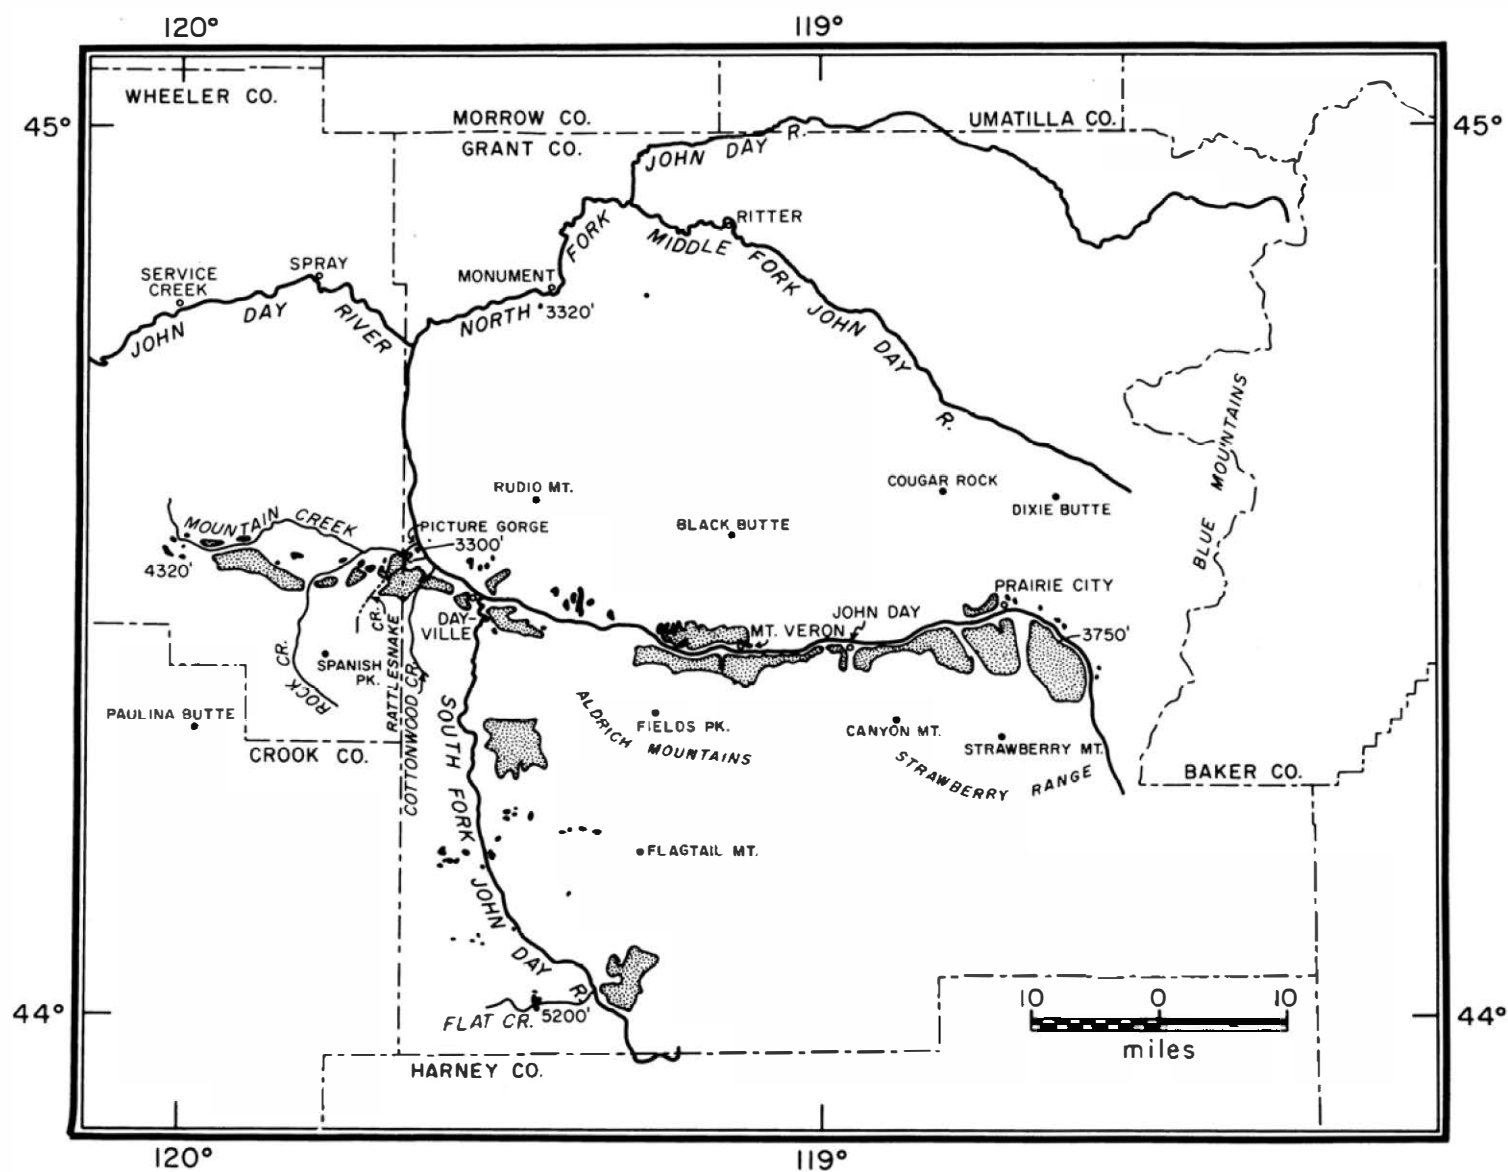 120°
119°
WHEELER CO.
MORROW CO.
UMATILLA CO.
45°
45°
GRANT CO.
JOHN DAY R.
RITTER
FORK
MIDDLE FORK JOHN DAY R.
SPRAY
SERVICE
CREEK
MONUMENT
NORTH
3320'
JOHN DAY RIVER
BLUE MOUNTAINS
RUDIO MT.
COUGAR ROCK
DIXIE BUTTE
BLACK BUTTE
MOUNTAIN CREEK
PICTURE GORGE
3300'
4320'
PRAIRIE CITY
JOHN DAY
DAY-
VILLE
MT. VERON
3750'
CR.
RATTLESNAKE
ROCK CR.
SPANISH
PK.
COTTONWOOD CR.
PAULINA BUTTE
CROOK CO.
SOUTH FORK JOHN DAY R.
FIELDS PK.
ALDRICH MOUNTAINS
CANYON MT.
STRAWBERRY MT.
STRAWBERRY RANGE
BAKER CO.
FLAGTAIL MT.
FLAT CR.
5200'
44°
44°
10 0 10
miles
HARNEY CO.
120°
119°